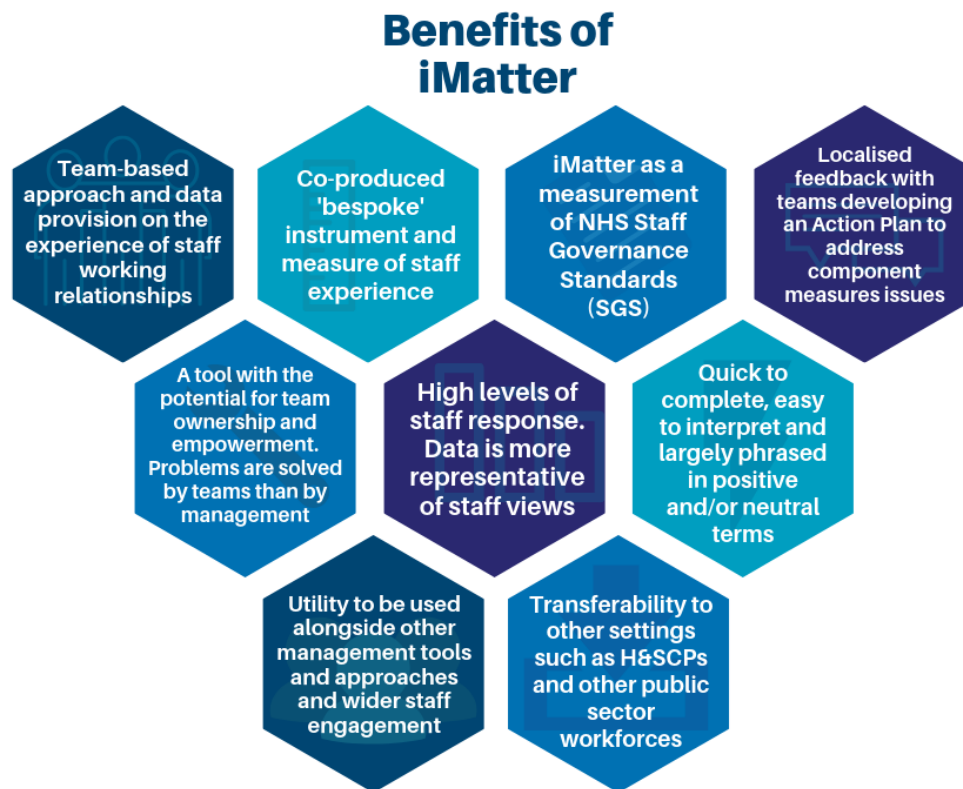 Benefits of
iMatter
Team-based
approach and data
provision on the
experience of staff
working
relationships
Co-produced
'bespoke'
instrument and
measure of staff
experience
iMatter as a
measurement
of NHS Staff
Governance
Standards
(SGS)
Localised
feedback with
teams developing
an Action Plan to
address
component
measures issues
A tool with the
potential for team
ownership and
empowerment.
Problems are solved
by teams than by
management
High levels of
staff response.
Data is more
representative
of staff views
Quick to
complete, easy
to interpret and
largely phrased
in positive
and/or neutral
terms
Utility to be used
alongside other
management tools
and approaches
and wider staff
engagement
Transferability to
other settings
such as H&SCPs
and other public
sector
workforces